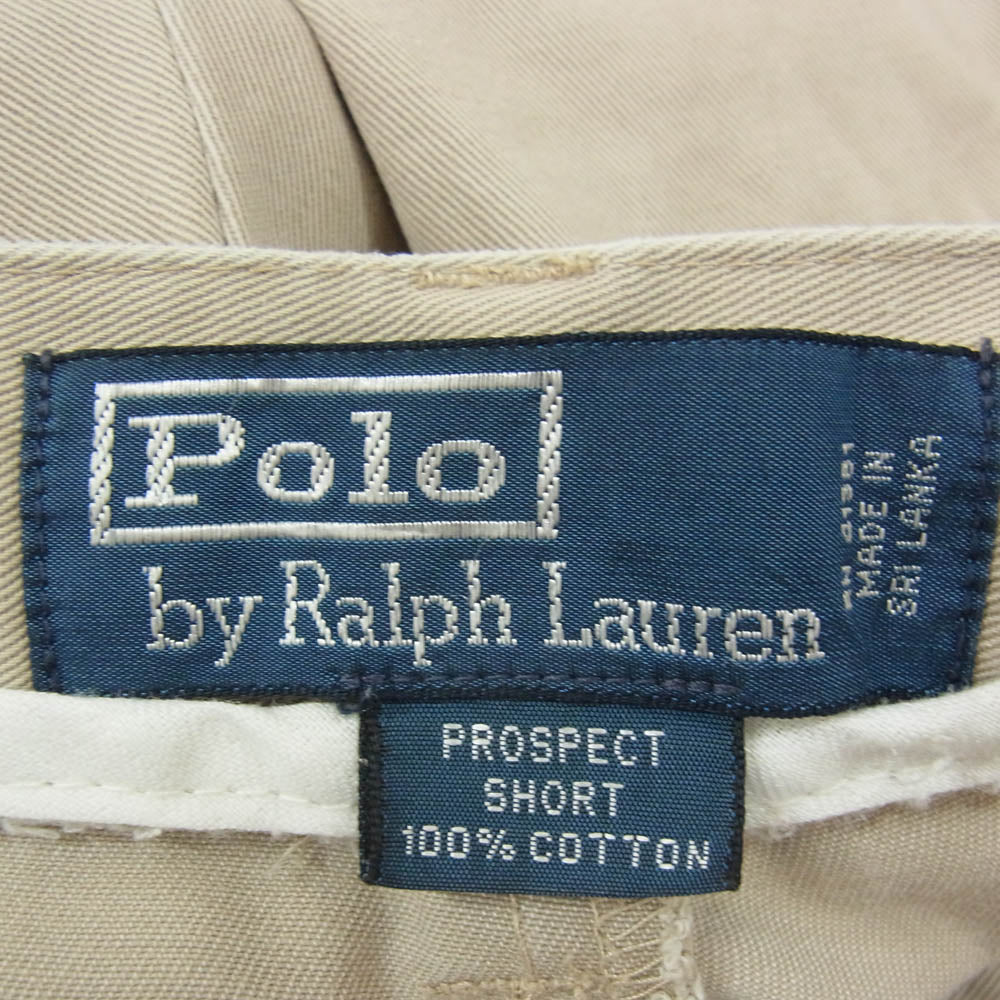 Polo
by Ralph Lauren
RN 41381
MADE IN
SRI LANKA
PROSPECT
SHORT
100% COTTON